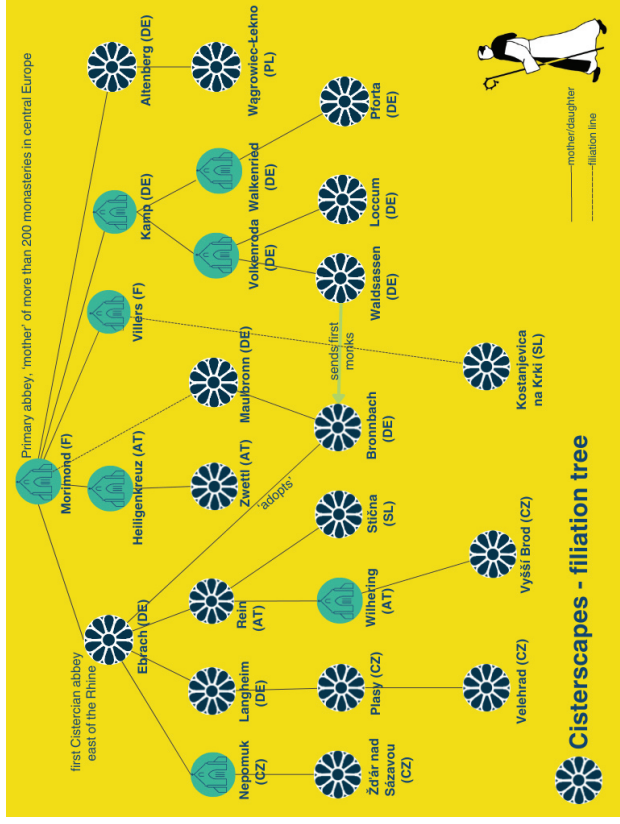 Primary abbey, 'mother' of more than 200 monasteries in central Europe
Morimond (F)
first Cistercian abbey
east of the Rhine
Ebrach (DE)
Heiligenkreuz (AT)
Villers (F)
Kamp (DE)
Altenberg (DE)
Nepomuk
(CZ)
Langheim
(DE)
Rein
(AT)
Zwettl (AT)
Maulbronn (DE)
Volkenroda
(DE)
Walkenried
(DE)
Wągrowiec-Łekno
(PL)
'adopts'
Žďár nad
Sázavou
(CZ)
Plasy (CZ)
Wilhering
(AT)
Stična
(SL)
Bronnbach
(DE)
sends first
monks
Waldsassen
(DE)
Loccum
(DE)
Pforta
(DE)
Velehrad (CZ)
Vyšší Brod (CZ)
Kostanjevica
na Krki (SL)
mother/daughter
filiation line
Cisterscapes - filiation tree